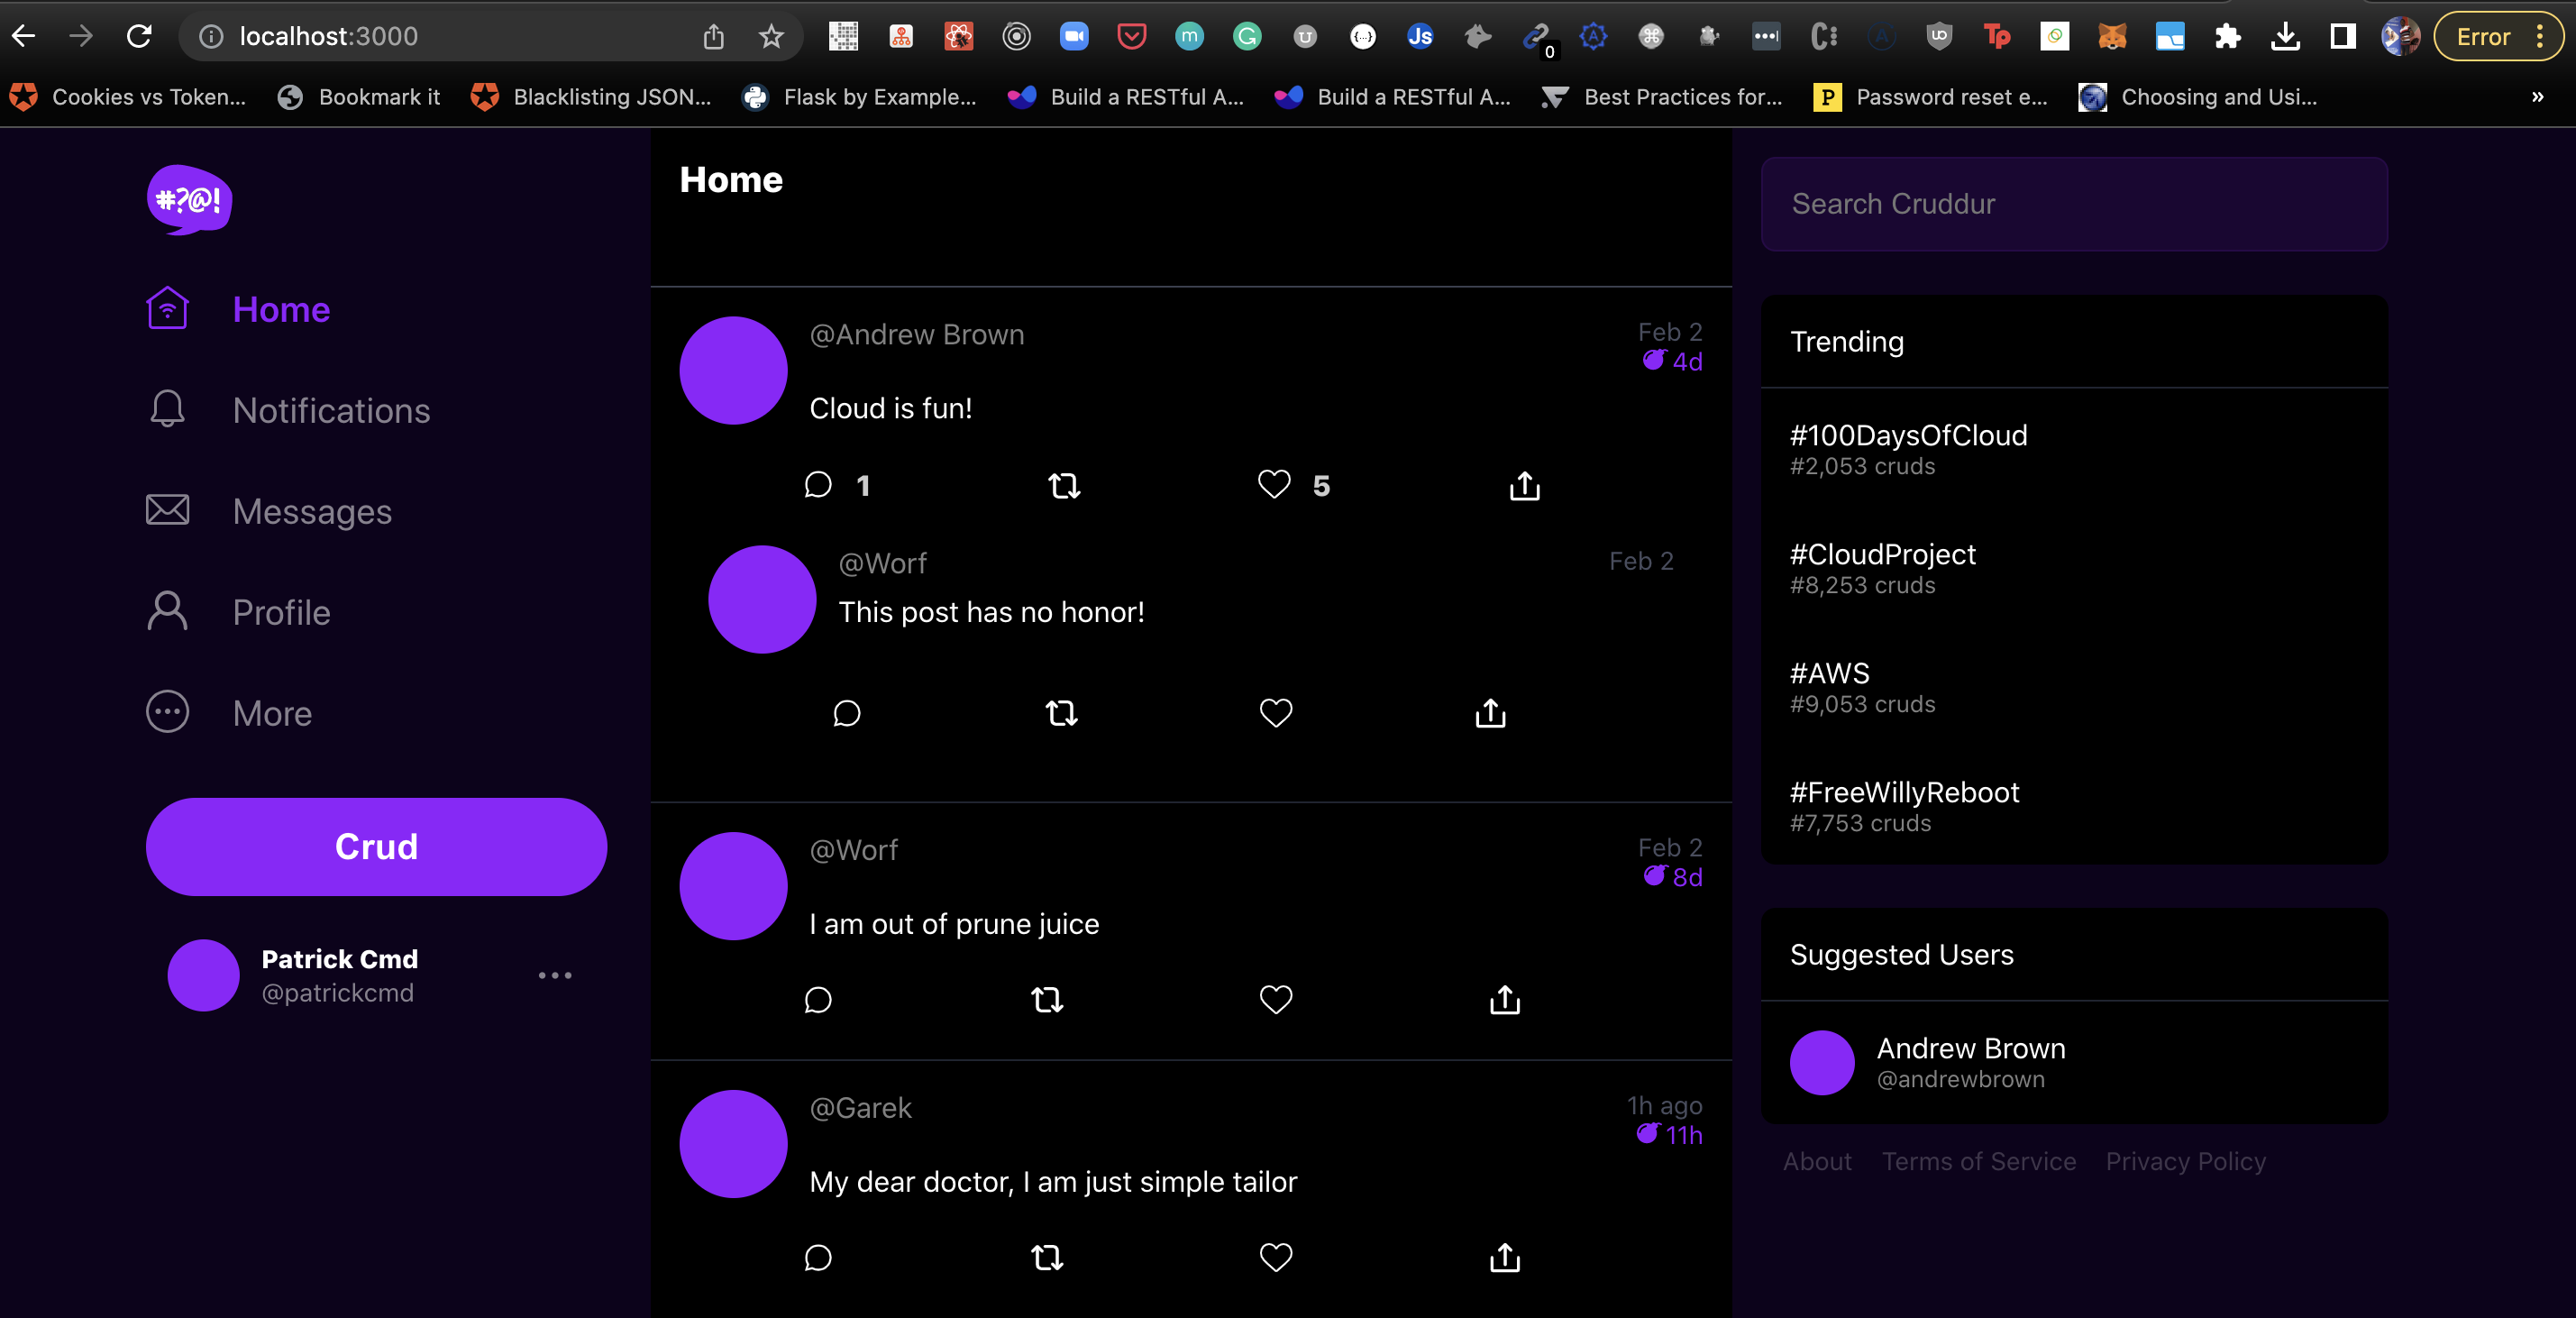 localhost:3000
0
Error
Cookies vs Token...
Bookmark it
Blacklisting JSON...
Flask by Example...
Build a RESTful A...
Build a RESTful A...
Best Practices for...
Password reset e...
Choosing and Usi...
»
#?@!
Home
Notifications
Messages
Profile
More
Crud
Patrick Cmd
@patrickcmd
Home
@Andrew Brown
Feb 2
4d
Cloud is fun!
1
5
@Worf
Feb 2
This post has no honor!
@Worf
Feb 2
8d
I am out of prune juice
@Garek
1h ago
11h
My dear doctor, I am just simple tailor
Search Cruddur
Trending
#100DaysOfCloud
#2,053 cruds
#CloudProject
#8,253 cruds
#AWS
#9,053 cruds
#FreeWillyReboot
#7,753 cruds
Suggested Users
Andrew Brown
@andrewbrown
About Terms of Service Privacy Policy